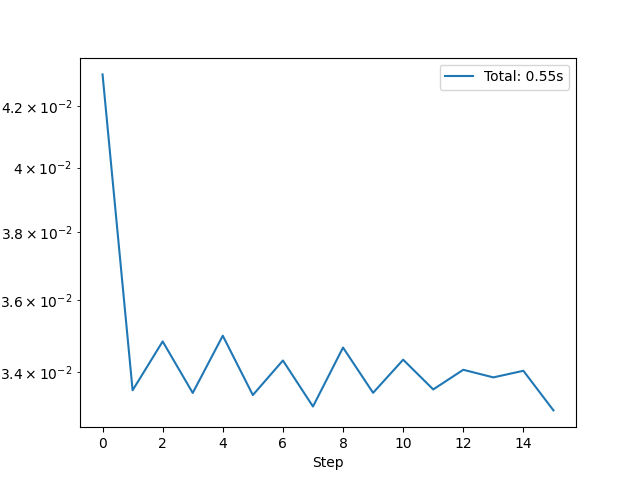 Total: 0.55s
4.2 × 10⁻²
4 × 10⁻²
3.8 × 10⁻²
3.6 × 10⁻²
3.4 × 10⁻²
0 2 4 6 8 10 12 14
Step